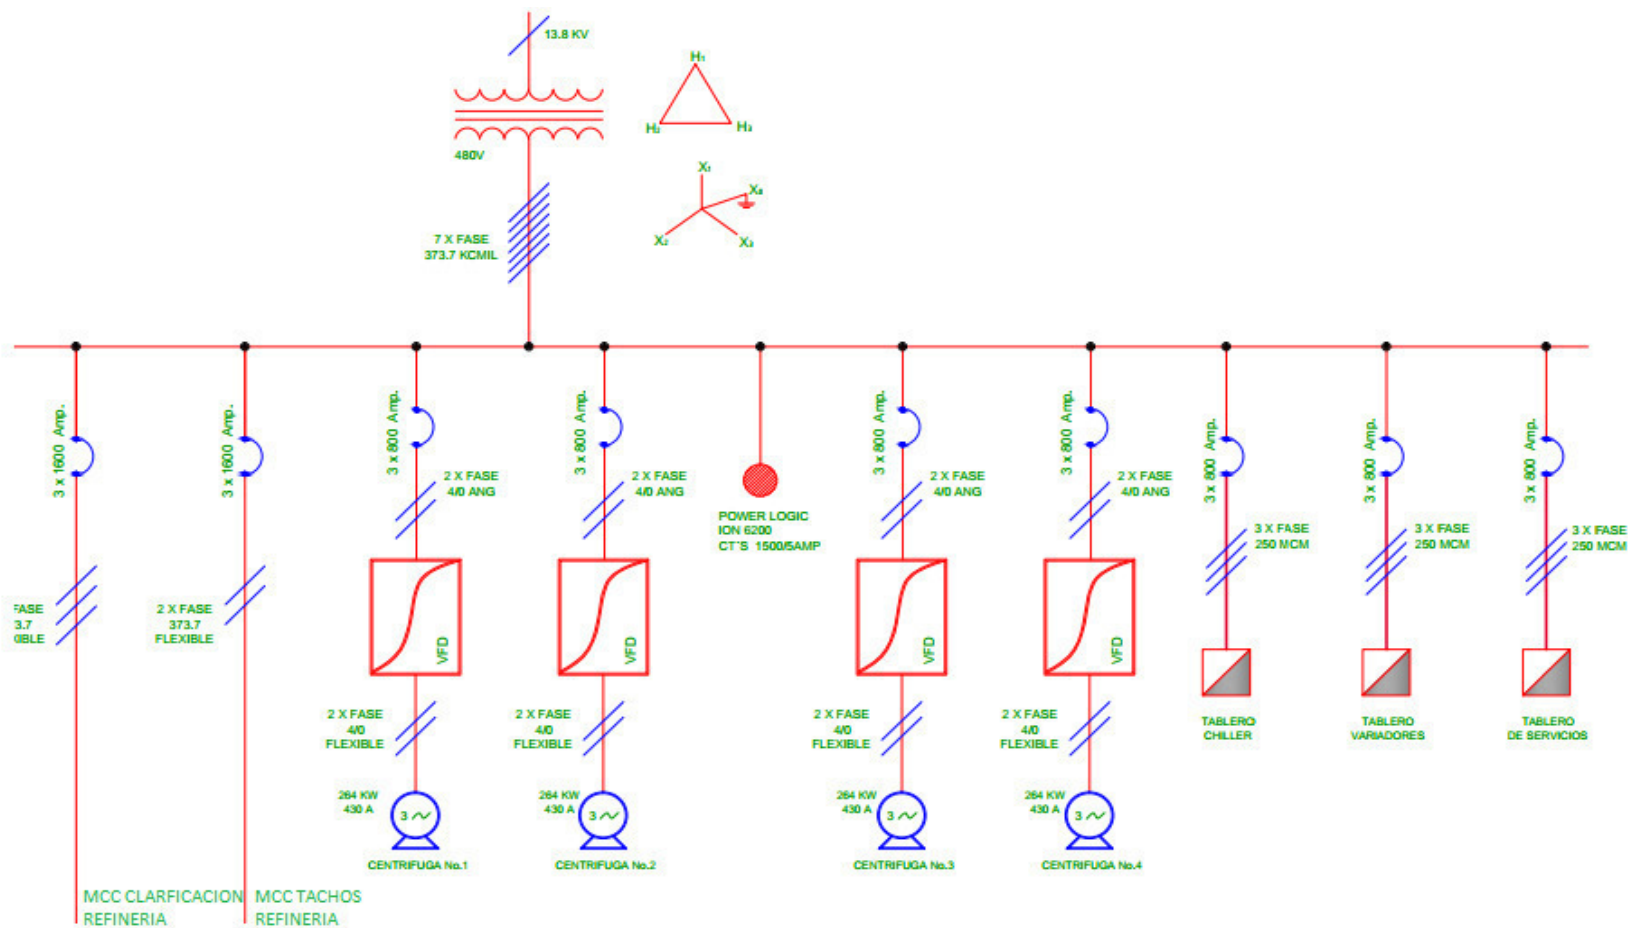 13.8 KV
H1
H2
H3
480V
X1
X0
X2
X3
7 X FASE
373.7 KCMIL
3 x 1600 Amp.
3 x 1600 Amp.
3 x 800 Amp.
3 x 800 Amp.
3 x 800 Amp.
3 x 800 Amp.
3 x 800 Amp.
3 x 800 Amp.
3 x 800 Amp.
2 X FASE
4/0 ANG
2 X FASE
4/0 ANG
POWER LOGIC
ION 6200
CT´S 1500/5AMP
2 X FASE
4/0 ANG
2 X FASE
4/0 ANG
3 X FASE
250 MCM
3 X FASE
250 MCM
3 X FASE
250 MCM
FASE
3.7
XIBLE
2 X FASE
373.7
FLEXIBLE
VFD
VFD
VFD
VFD
2 X FASE
4/0
FLEXIBLE
2 X FASE
4/0
FLEXIBLE
2 X FASE
4/0
FLEXIBLE
2 X FASE
4/0
FLEXIBLE
TABLERO
CHILLER
TABLERO
VARIADORES
TABLERO
DE SERVICIOS
264 KW
430 A
3
CENTRIFUGA No.1
264 KW
430 A
3
CENTRIFUGA No.2
264 KW
430 A
3
CENTRIFUGA No.3
264 KW
430 A
3
CENTRIFUGA No.4
MCC CLARFICACION
REFINERIA
MCC TACHOS
REFINERIA